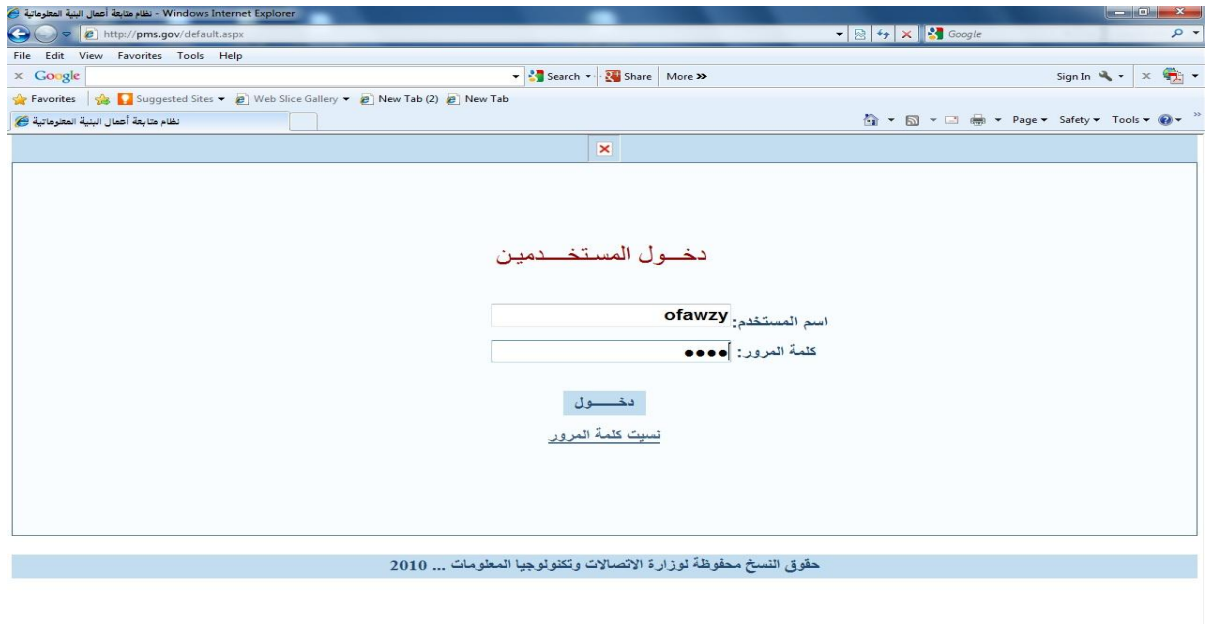 نظام متابعة أعمال البنية المعلوماتية - Windows Internet Explorer
http://pms.gov/default.aspx
Google
File Edit View Favorites Tools Help
Google Search Share More Sign In
Favorites Suggested Sites Web Slice Gallery New Tab (2) New Tab
نظام متابعة أعمال البنية المعلوماتية Page Safety Tools
دخـــول المستخــــدمين
اسم المستخدم: ofawzy
كلمة المرور: ●●●●
دخــــول
نسيت كلمة المرور
حقوق النسخ محفوظة لوزارة الاتصالات وتكنولوجيا المعلومات ... 2010